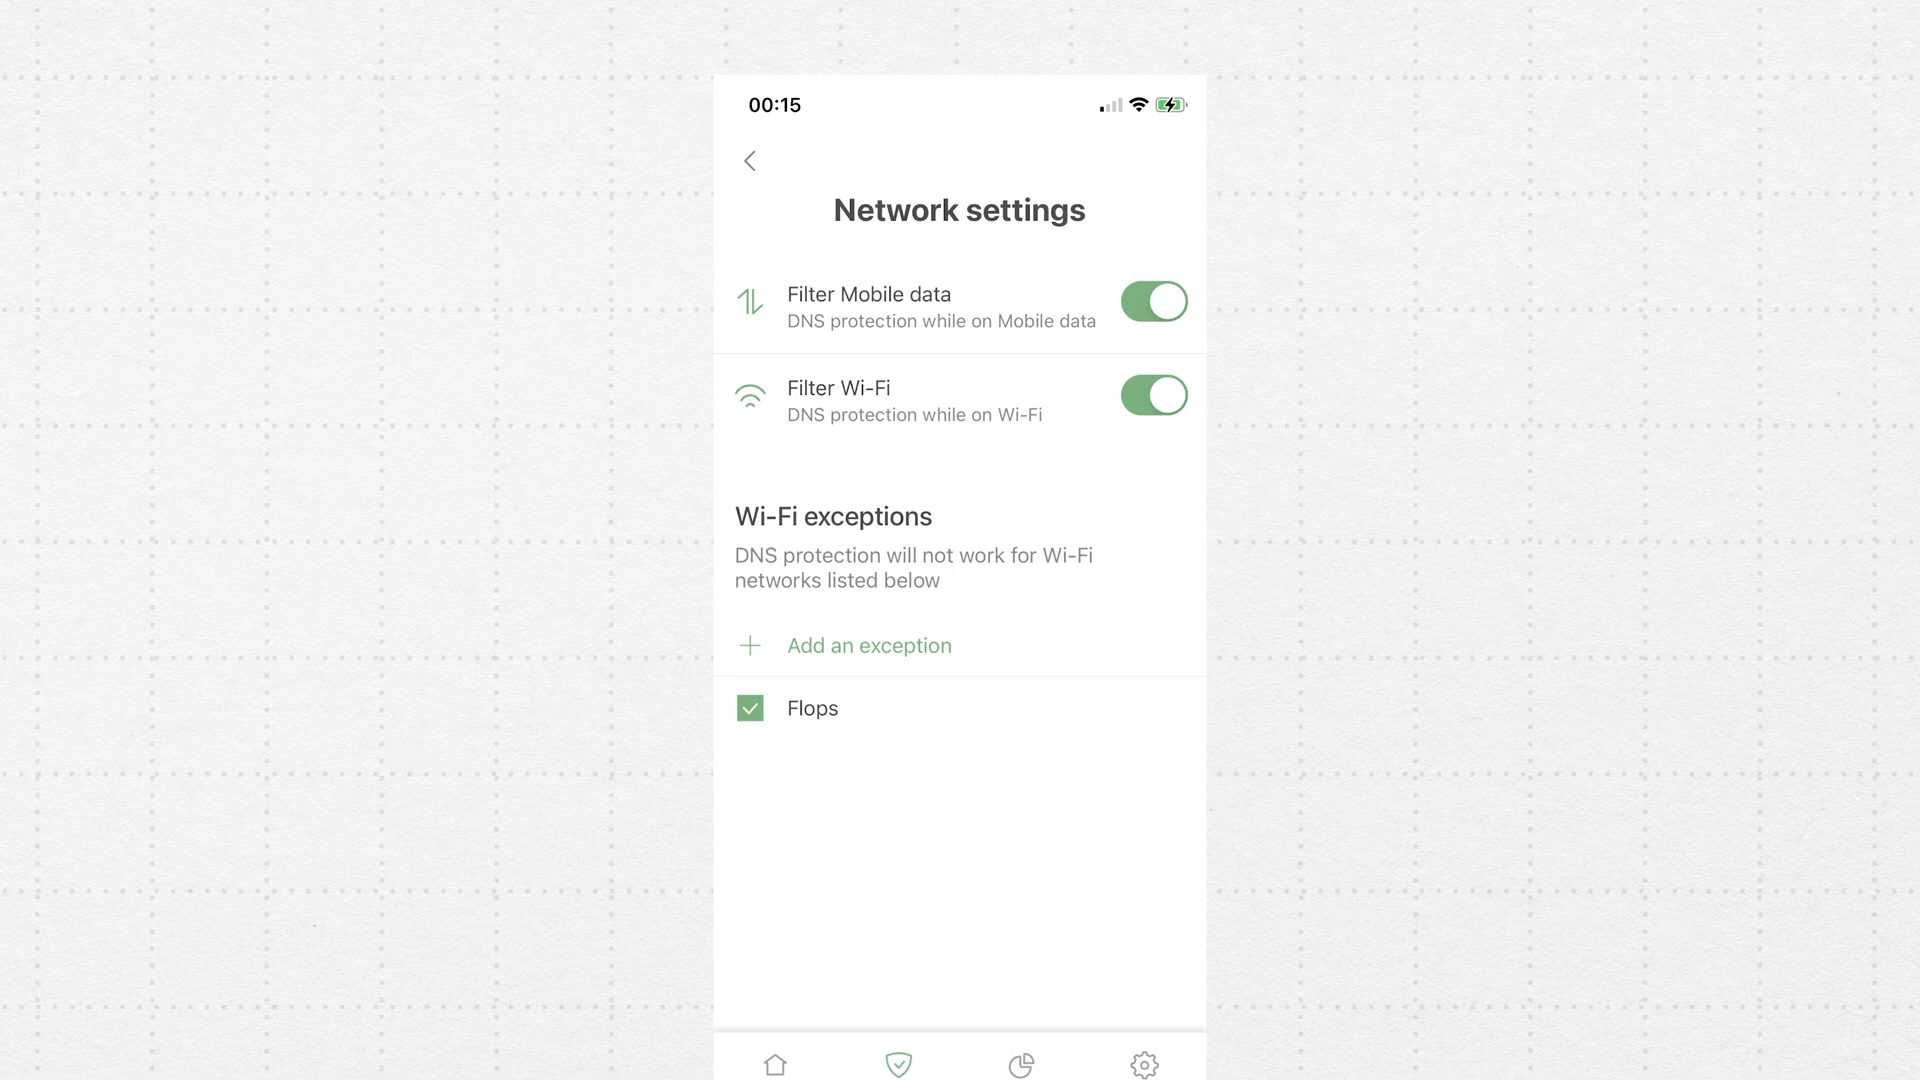 00:15
Network settings
Filter Mobile data
DNS protection while on Mobile data
Filter Wi-Fi
DNS protection while on Wi-Fi
Wi-Fi exceptions
DNS protection will not work for Wi-Fi
networks listed below
Add an exception
Flops